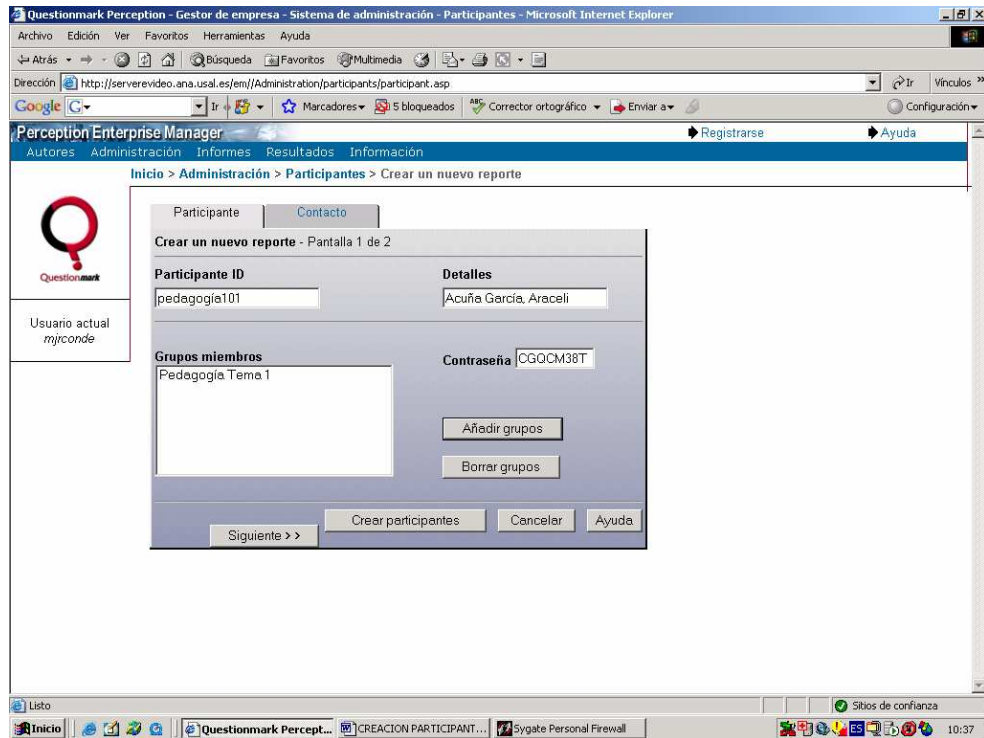 Questionmark Perception - Gestor de empresa - Sistema de administración - Participantes - Microsoft Internet Explorer
Archivo Edición Ver Favoritos Herramientas Ayuda
Atrás Búsqueda Favoritos Multimedia
Dirección http://serverevideo.ana.usal.es/em//Administration/participants/participant.asp Ir Vínculos »
Google G Ir Marcadores 5 bloqueados ABC Corrector ortográfico Enviar a Configuración
Perception Enterprise Manager Registrarse Ayuda
Autores Administración Informes Resultados Información
Inicio > Administración > Participantes > Crear un nuevo reporte
Participante Contacto
Crear un nuevo reporte - Pantalla 1 de 2
Participante ID Detalles
pedagogía101 Acuña García, Araceli
Questionmark
Usuario actual
mjrconde
Grupos miembros Contraseña CGQCM38T
Pedagogía Tema 1
Añadir grupos
Borrar grupos
Crear participantes Cancelar Ayuda
Siguiente >>
Listo Sitios de confianza
Inicio Questionmark Percept... CREACION PARTICIPANT... Sygate Personal Firewall ES 10:37